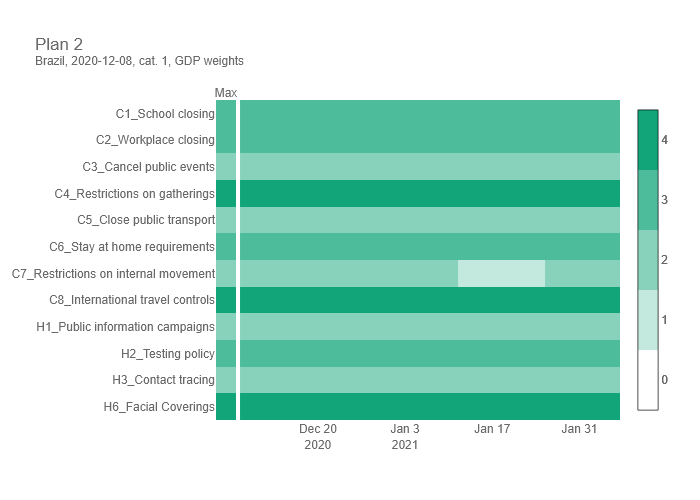 Plan 2
Brazil, 2020-12-08, cat. 1, GDP weights
Max
C1_School closing
C2_Workplace closing
C3_Cancel public events
C4_Restrictions on gatherings
C5_Close public transport
C6_Stay at home requirements
C7_Restrictions on internal movement
C8_International travel controls
H1_Public information campaigns
H2_Testing policy
H3_Contact tracing
H6_Facial Coverings
Dec 20 Jan 3 Jan 17 Jan 31
2020 2021
4
3
2
1
0